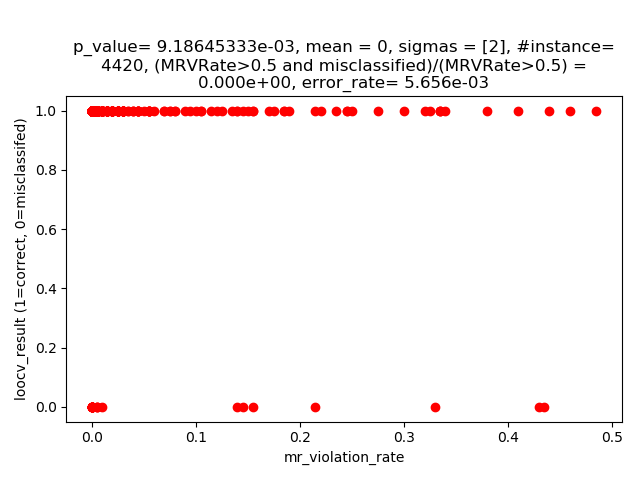 p_value= 9.18645333e-03, mean = 0, sigmas = [2], #instance=
4420, (MRVRate>0.5 and misclassified)/(MRVRate>0.5) =
0.000e+00, error_rate= 5.656e-03
loocv_result (1=correct, 0=misclassifed)
1.0
0.8
0.6
0.4
0.2
0.0
0.0 0.1 0.2 0.3 0.4 0.5
mr_violation_rate